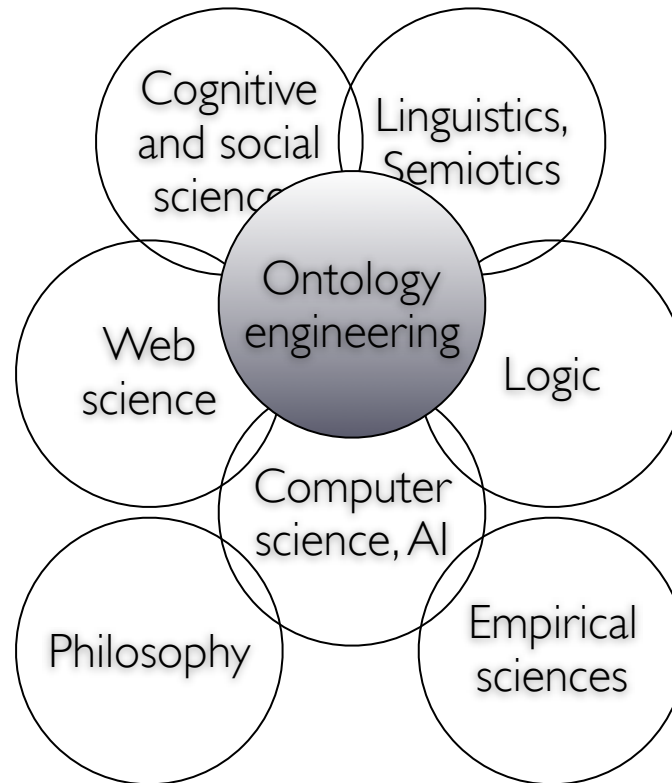 Cognitive
and social
science
Linguistics,
Semiotics
Ontology
engineering
Web
science
Logic
Computer
science, AI
Philosophy
Empirical
sciences